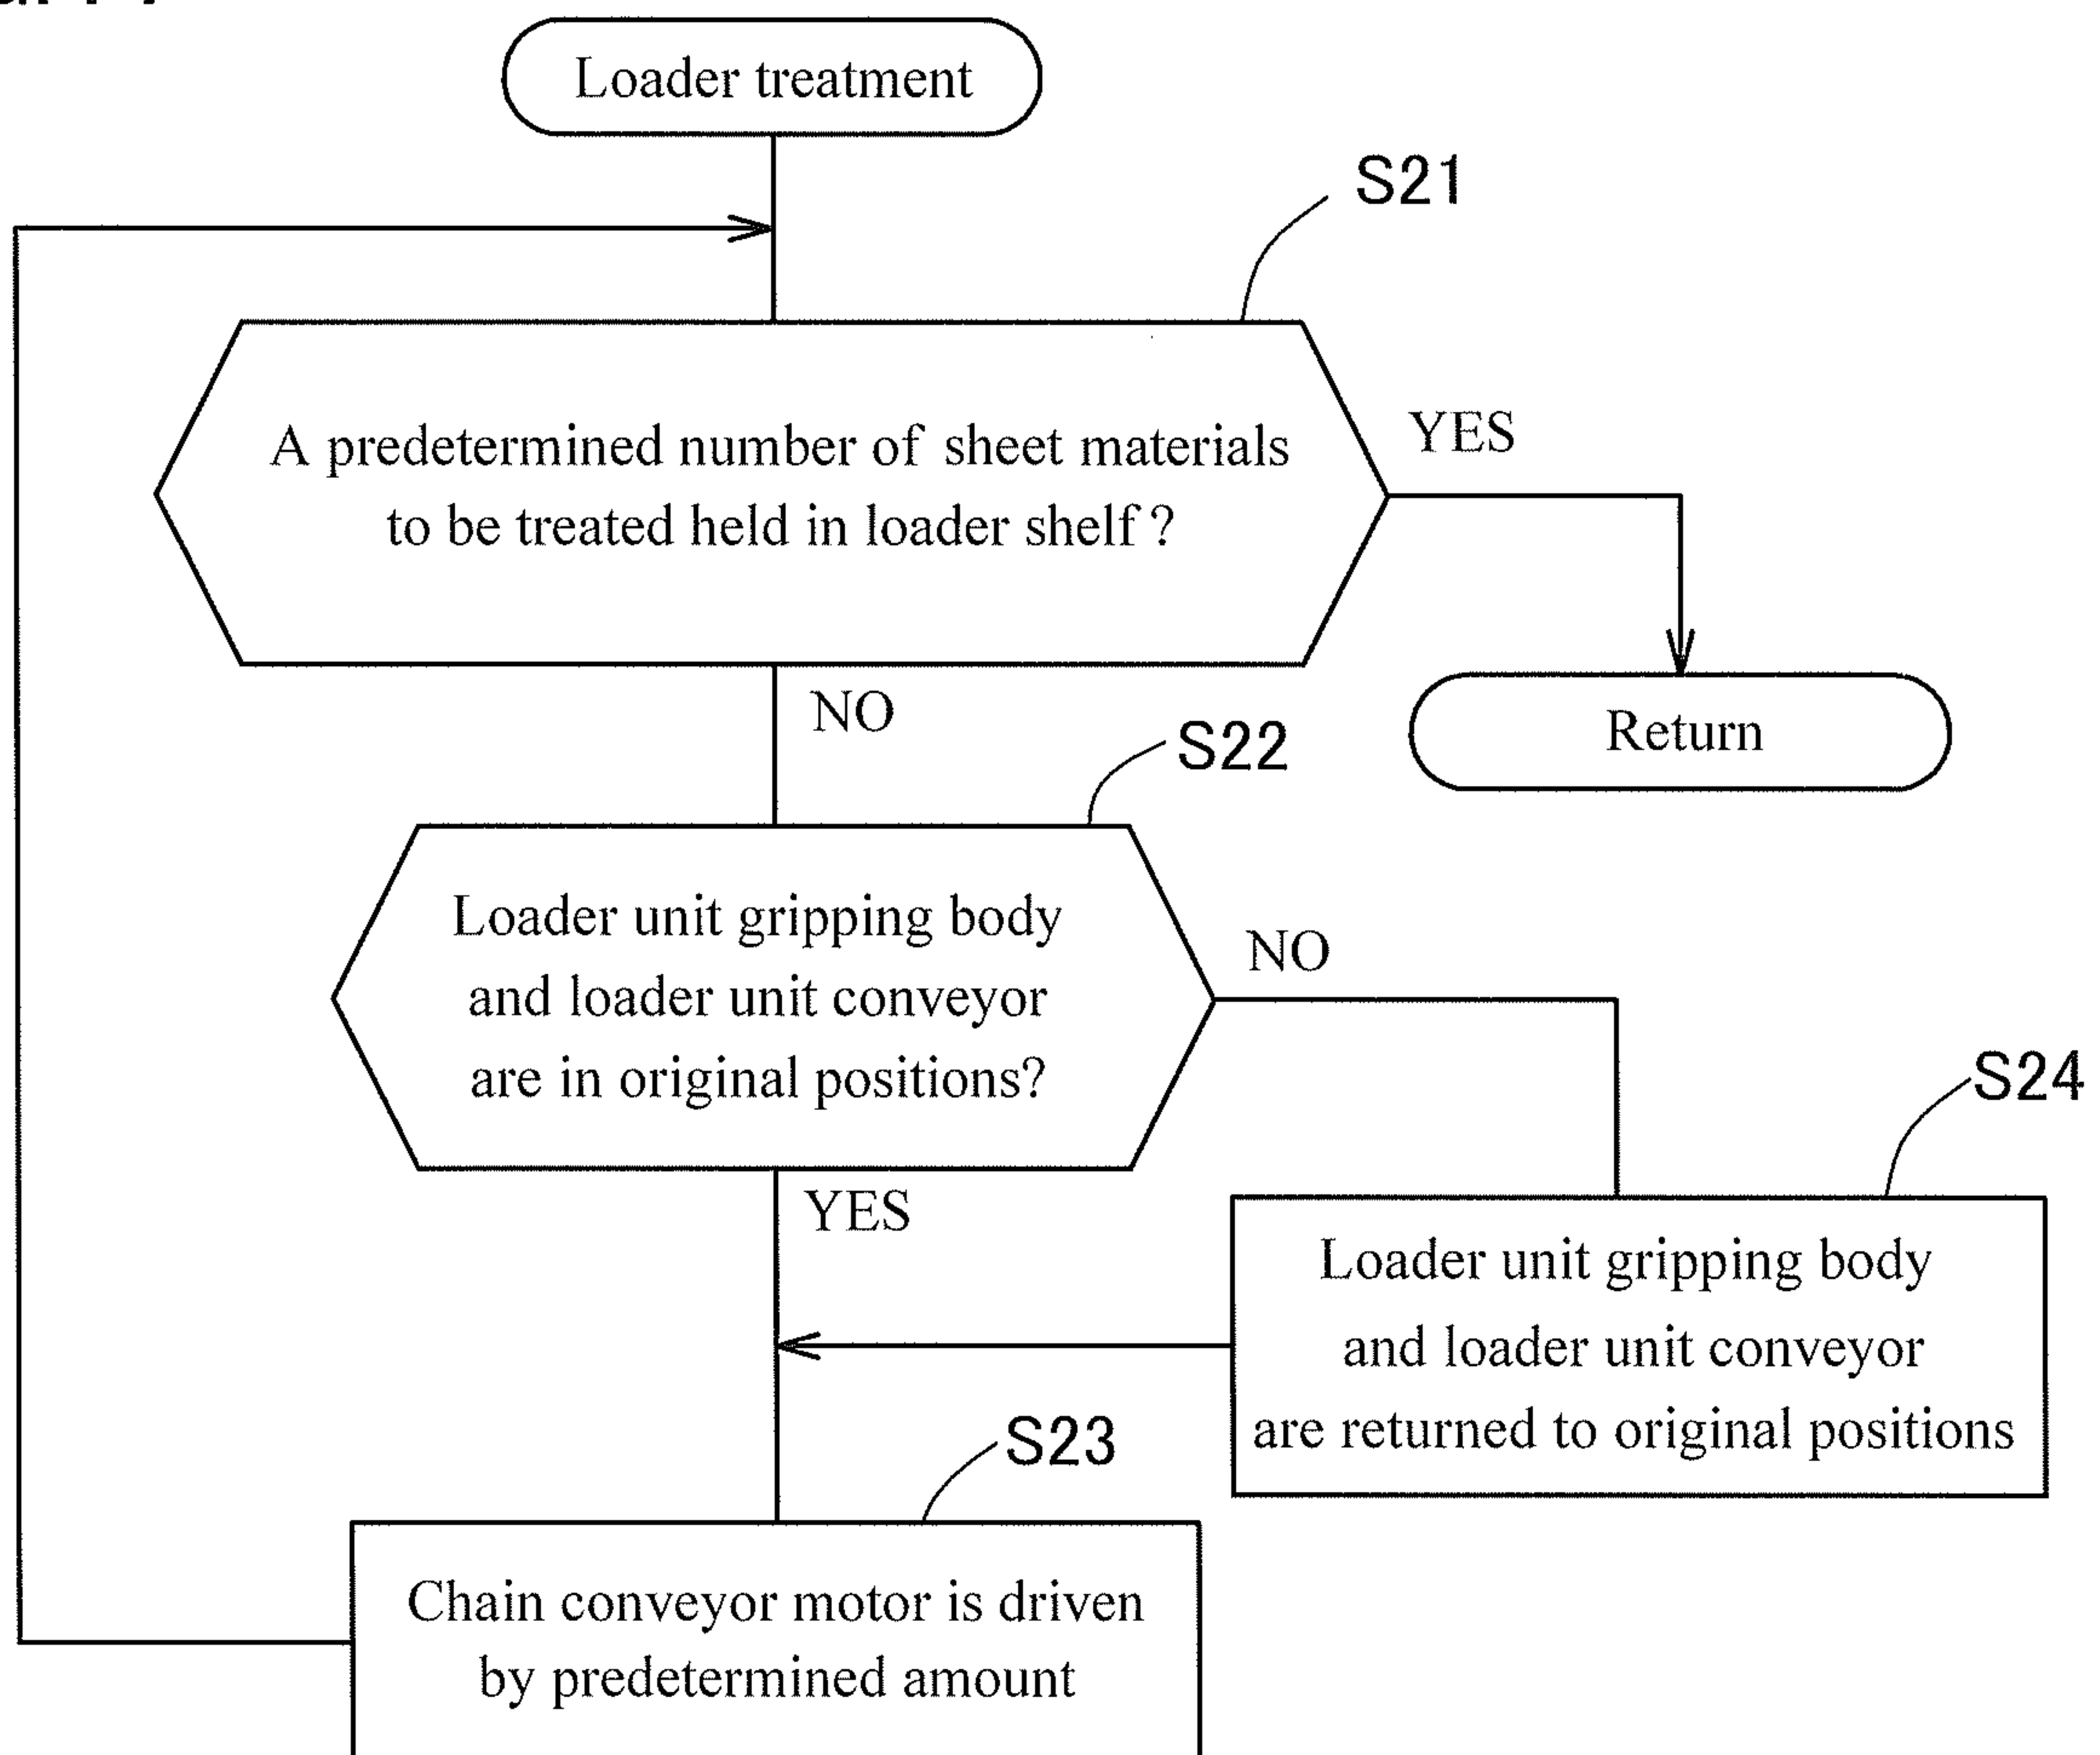 Loader treatment
S21
A predetermined number of sheet materials
to be treated held in loader shelf?
YES
Return
NO
S22
Loader unit gripping body
and loader unit conveyor
are in original positions?
NO
S24
YES
Loader unit gripping body
and loader unit conveyor
are returned to original positions
S23
Chain conveyor motor is driven
by predetermined amount